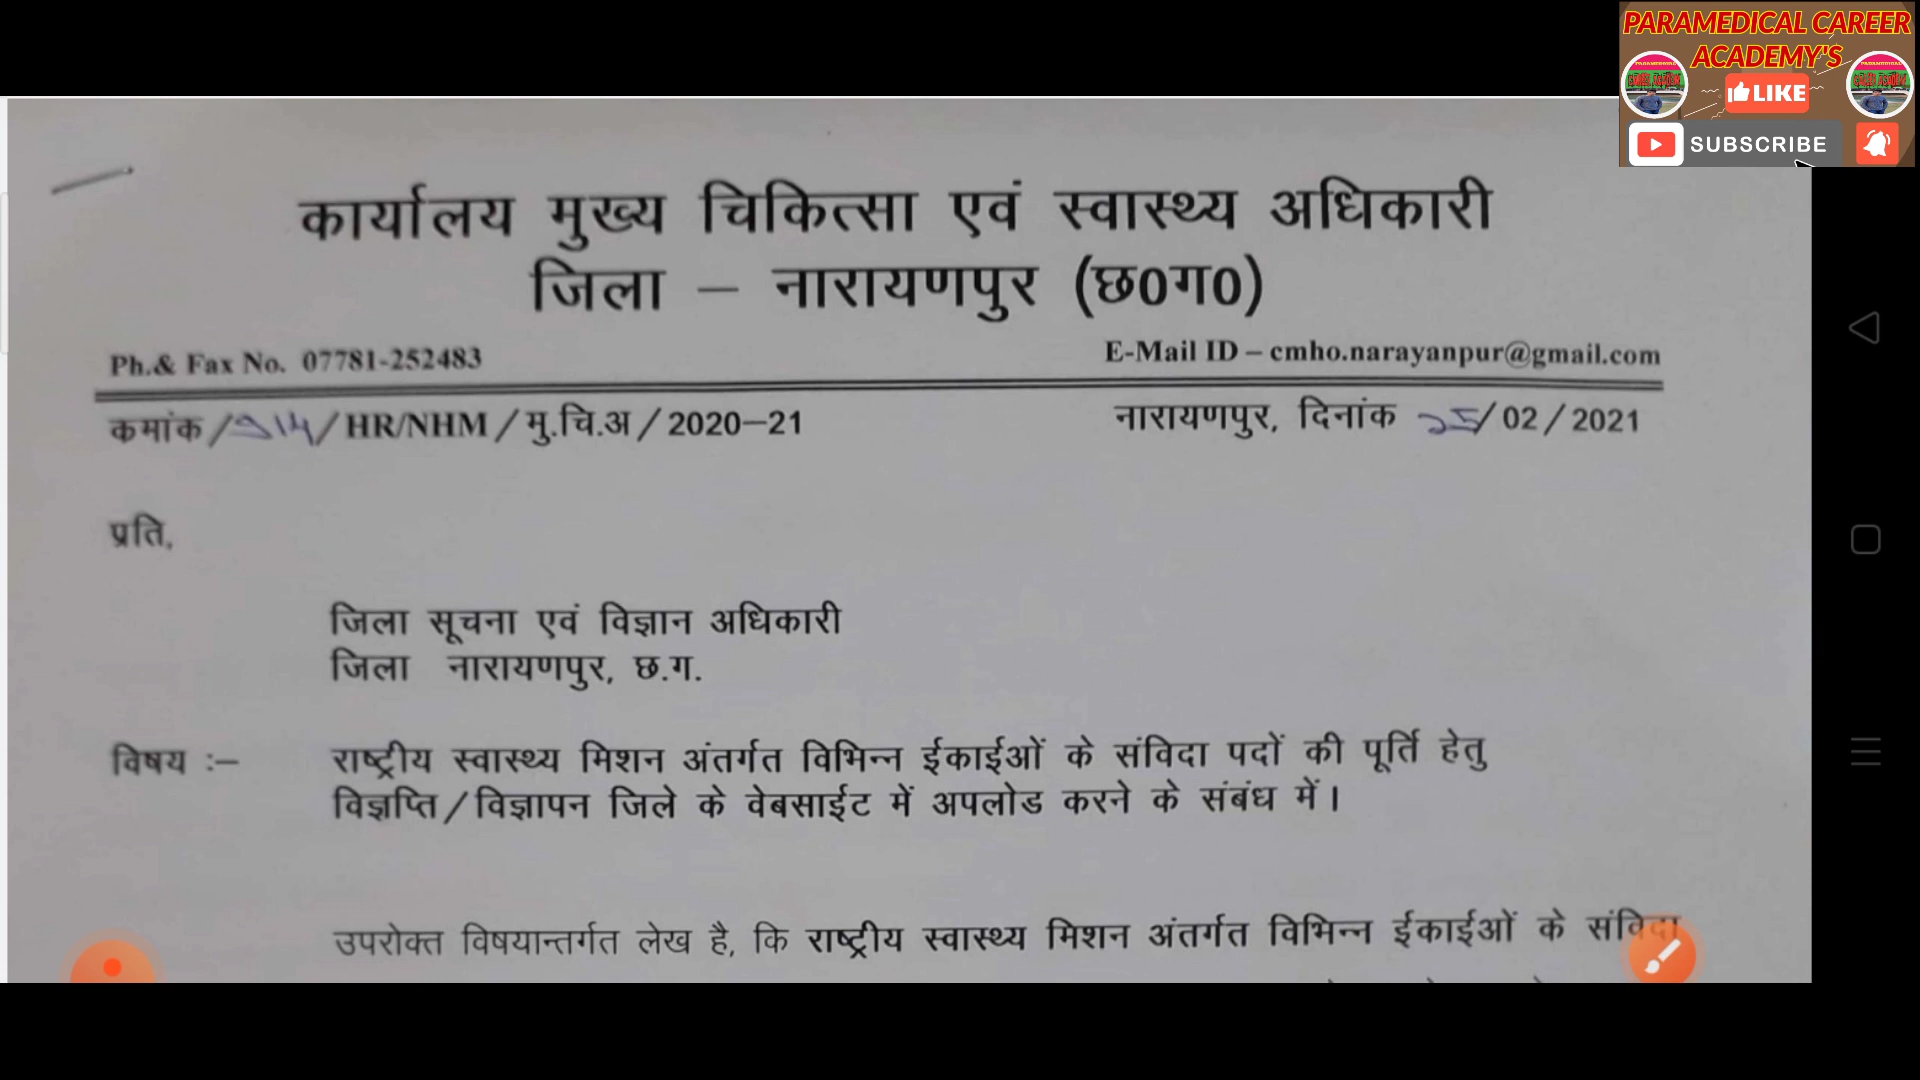 PARAMEDICAL CAREER
ACADEMY'S
LIKE
SUBSCRIBE
कार्यालय मुख्य चिकित्सा एवं स्वास्थ्य अधिकारी
जिला – नारायणपुर (छ0ग0)
Ph.& Fax No. 07781-252483 E-Mail ID – cmho.narayanpur@gmail.com
कमांक / / HR/NHM / मु.चि.अ / 2020–21 नारायणपुर, दिनांक 25/02/2021
प्रति,
जिला सूचना एवं विज्ञान अधिकारी
जिला नारायणपुर, छ.ग.
विषय :– राष्ट्रीय स्वास्थ्य मिशन अंतर्गत विभिन्न ईकाईओं के संविदा पदों की पूर्ति हेतु
विज्ञप्ति/विज्ञापन जिले के वेबसाईट में अपलोड करने के संबंध में।
उपरोक्त विषयान्तर्गत लेख है, कि राष्ट्रीय स्वास्थ्य मिशन अंतर्गत विभिन्न ईकाईओं के संविदा